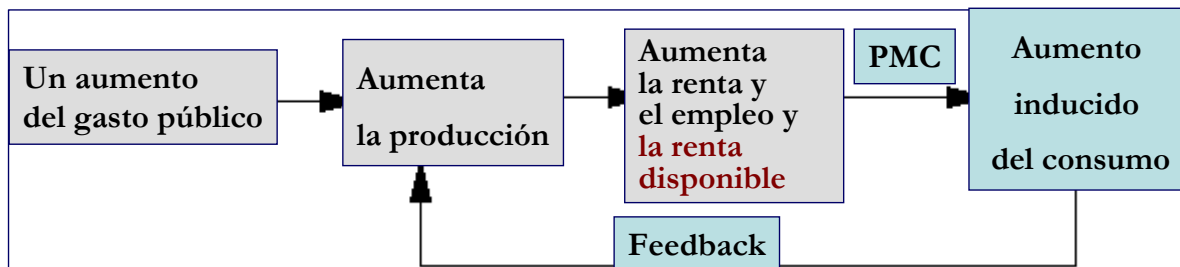 Un aumento
del gasto público
Aumenta
la producción
Aumenta
la renta y
el empleo y
la renta
disponible
PMC
Aumento
inducido
del consumo
Feedback